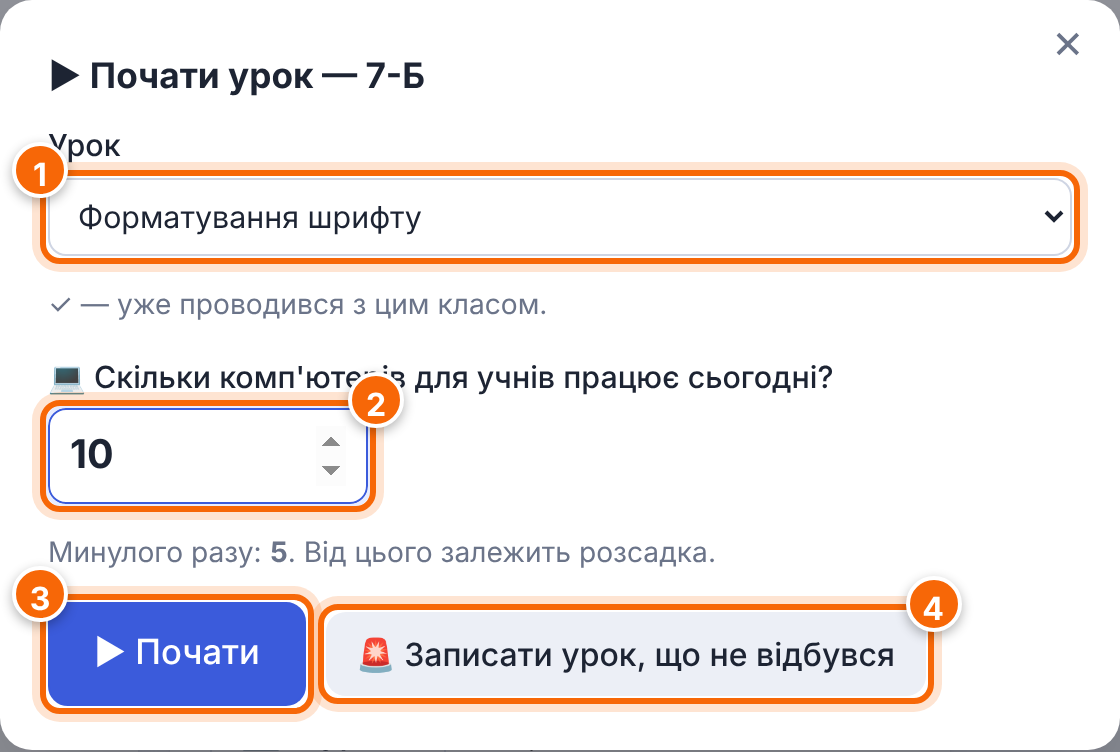 ▶ Почати урок — 7-Б
Урок
1
Форматування шрифту
✓ — уже проводився з цим класом.
💻 Скільки комп'ютерів для учнів працює сьогодні?
2
10
Минулого разу: 5. Від цього залежить розсадка.
3
▶ Почати
4
🚨 Записати урок, що не відбувся